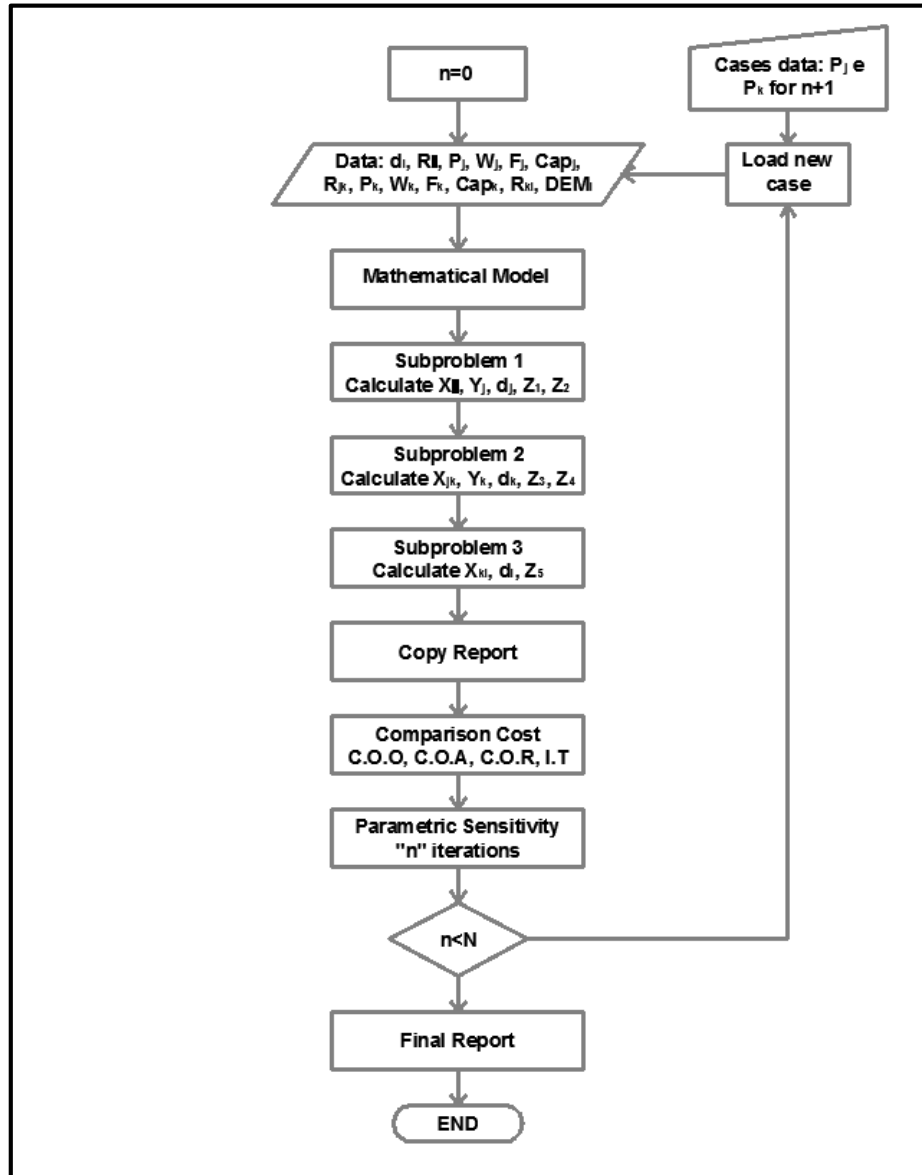 n=0
Cases data: Pj e
Pk for n+1
Data: di, R, Pj, Wj, Fj, Capj,
Rjk, Pk, Wk, Fk, Capk, Rkl, DEMl
Load new
case
Mathematical Model
Subproblem 1
Calculate X, Yj, dj, Z1, Z2
Subproblem 2
Calculate Xjk, Yk, dk, Z3, Z4
Subproblem 3
Calculate Xkl, dl, Z5
Copy Report
Comparison Cost
C.O.O, C.O.A, C.O.R, I.T
Parametric Sensitivity
"n" iterations
n<N
Final Report
END